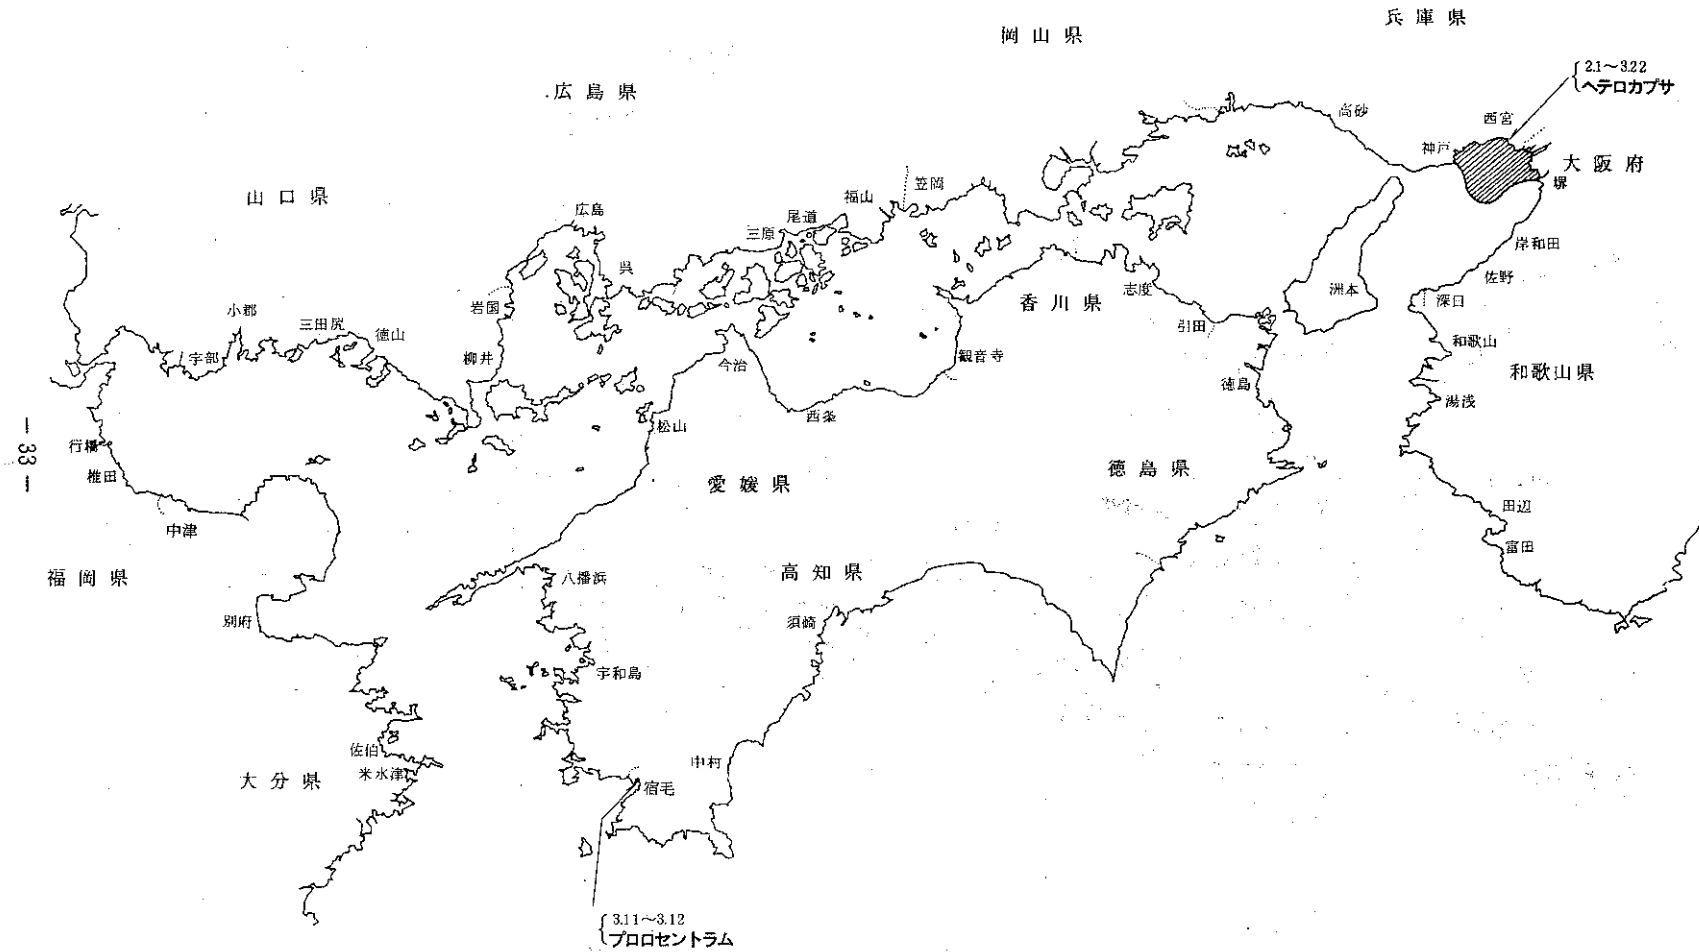 兵庫県
岡山県
広島県
2.1～3.22
ヘテロカプサ
西宮
高砂
神戸
大阪府
堺
山口県
福山
笠岡
尾道
三原
広島
岸和田
佐野
呉
香川県
志度
洲本
深日
岩国
小郡
三田尻
徳山
引田
宇部
柳井
今治
観音寺
和歌山
和歌山県
徳島
湯浅
松山
西条
行橋
椎田
愛媛県
徳島県
中津
田辺
富田
福岡県
八幡浜
高知県
別府
須崎
宇和島
佐伯
米水津
大分県
中村
宿毛
3.11～3.12
プロロセントラム
－33－